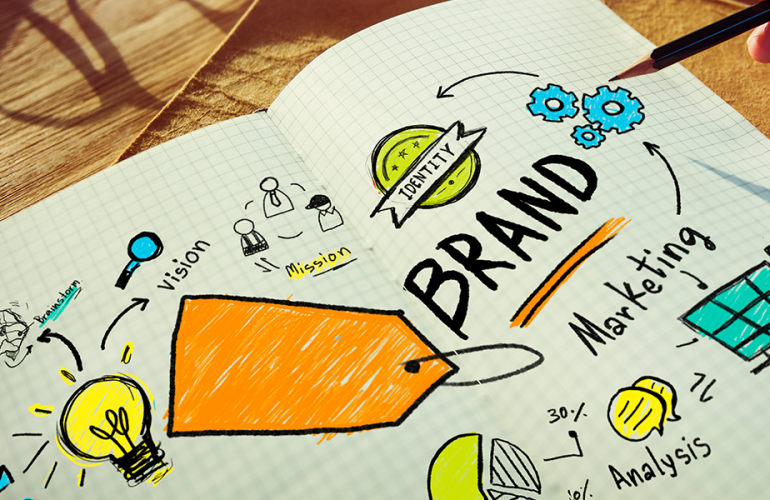 IDENTITY
BRAND
Vision
Mission
Brainstorm
Marketing
30%
Analysis